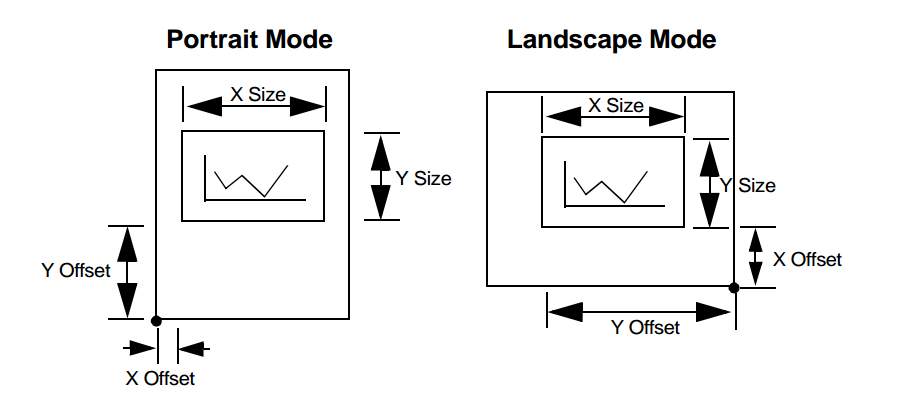 Portrait Mode
X Size
Y Size
Y Offset
X Offset
Landscape Mode
X Size
Y Size
X Offset
Y Offset